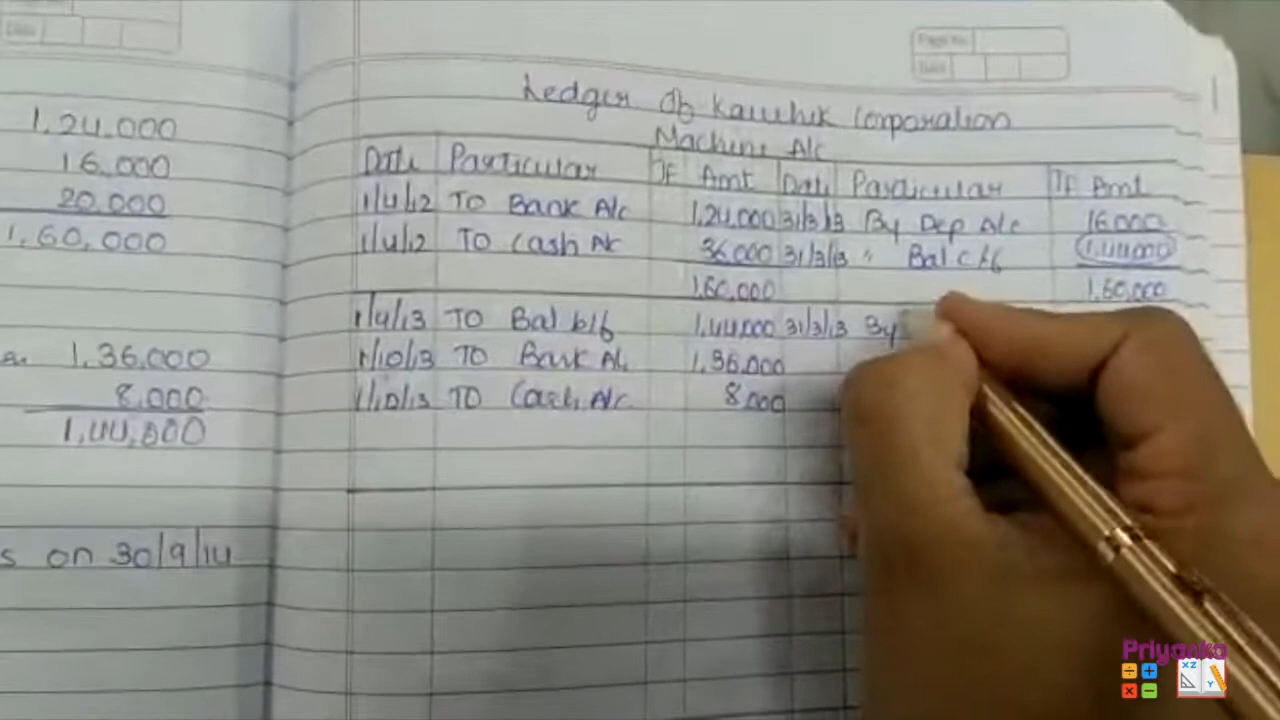 Page No.
Date
1,24,000
16,000
20,000
1,60,000
a. 1,36,000
8,000
1,44,000
s on 30/9/14
Ledger Of Kaushik Corporation
Machine A/c
Date Particular JF Amt Date Particular JF Amt
1/4/12 TO Bank A/c 1,24,000 31/3/13 By Dep A/c 16000
1/4/12 TO Cash A/c 36,000 31/3/13 " Bal c/f 1,44,000
1,60,000 1,60,000
1/4/13 TO Bal b/f 1,44,000 31/3/13 By
1/10/13 TO Bank A/c 1,36,000
1/10/13 TO Cash A/c 8,000
Priyanka